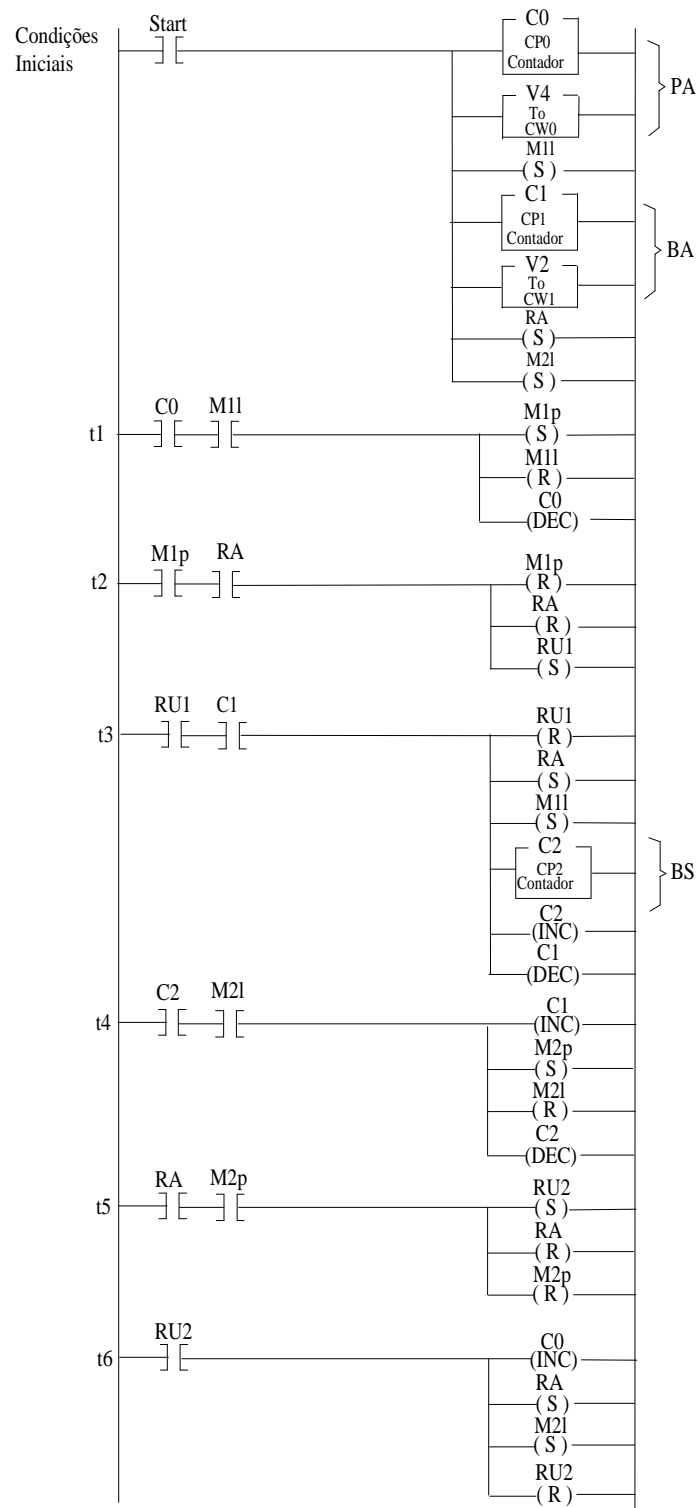 Condições
Iniciais
Start
C0
CP0
Contador
V4
To
CW0
PA
M1l
( S )
C1
CP1
Contador
V2
To
CW1
BA
RA
( S )
M2l
( S )
t1
C0
M1l
M1p
( S )
M1l
( R )
C0
(DEC)
t2
M1p
RA
M1p
( R )
RA
( R )
RU1
( S )
t3
RU1
C1
RU1
( R )
RA
( S )
M1l
( S )
C2
CP2
Contador
BS
C2
(INC)
C1
(DEC)
t4
C2
M2l
C1
(INC)
M2p
( S )
M2l
( R )
C2
(DEC)
t5
RA
M2p
RU2
( S )
RA
( R )
M2p
( R )
t6
RU2
C0
(INC)
RA
( S )
M2l
( S )
RU2
( R )